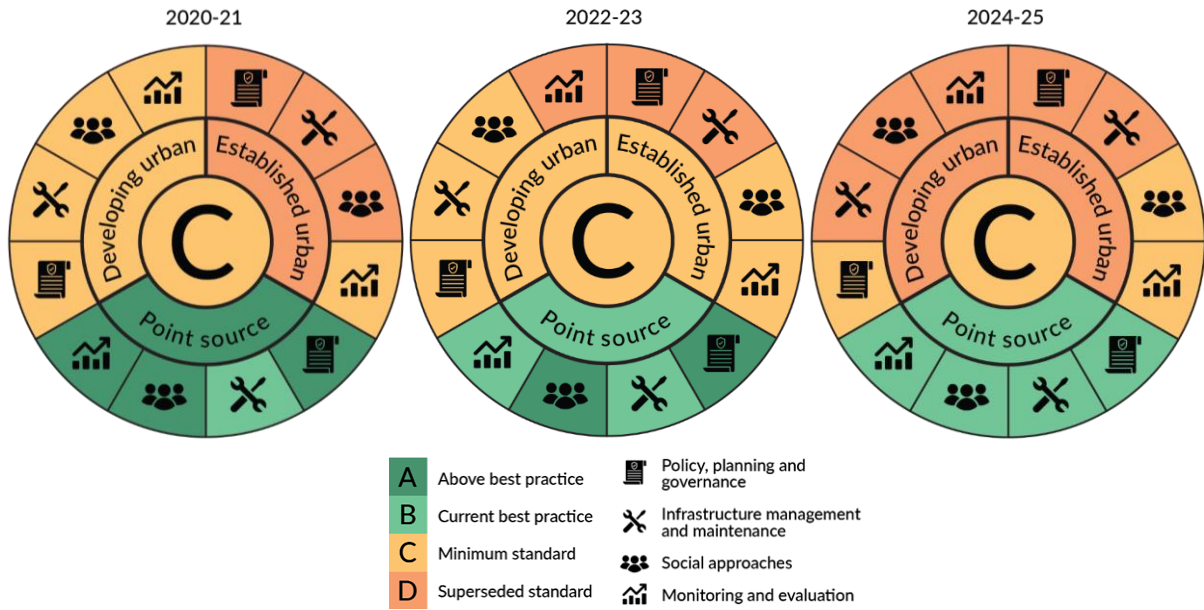 2020-21
2022-23
2024-25
Developing urban
Established urban
C
Point source
Developing urban
Established urban
C
Point source
Developing urban
Established urban
C
Point source
A Above best practice
B Current best practice
C Minimum standard
D Superseded standard
Policy, planning and
governance
Infrastructure management
and maintenance
Social approaches
Monitoring and evaluation